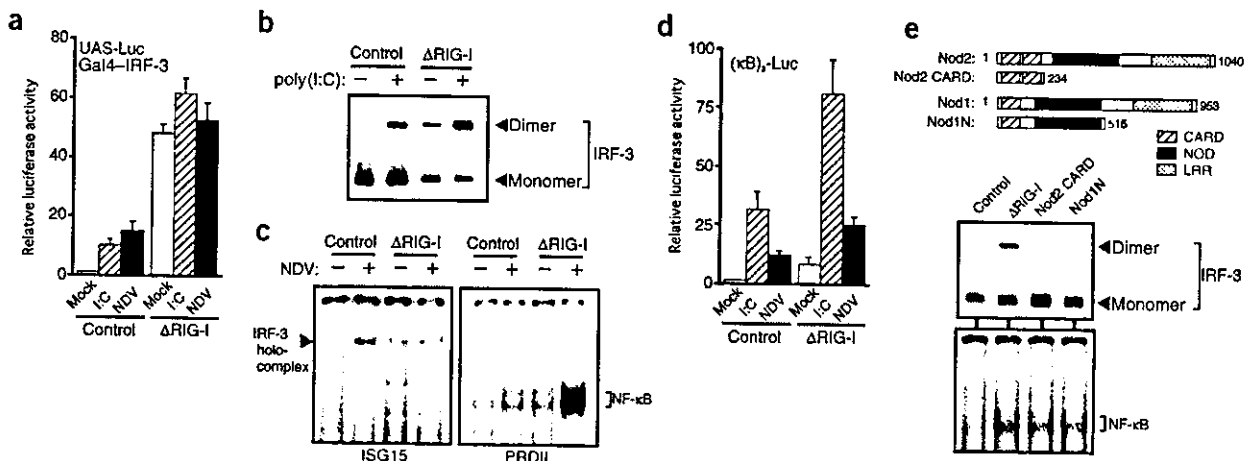 a
UAS-Luc
Gal4–IRF-3
Relative luciferase activity
80
60
40
20
0
Mock
I:C
NDV
Mock
I:C
NDV
Control
ΔRIG-I
b
Control
ΔRIG-I
poly(I:C)
–
+
–
+
Dimer
Monomer
IRF-3
c
Control
ΔRIG-I
Control
ΔRIG-I
NDV:
–
+
–
+
–
+
–
+
IRF-3
holo-
complex
NF-κB
ISG15
PRDII
d
(κB)₃-Luc
Relative luciferase activity
100
75
50
25
0
Mock
I:C
NDV
Mock
I:C
NDV
Control
ΔRIG-I
e
Nod2: 1
1040
Nod2 CARD:
234
Nod1: 1
953
Nod1N:
515
CARD
NOD
LRR
Control
ΔRIG-I
Nod2 CARD
Nod1N
Dimer
Monomer
IRF-3
NF-κB